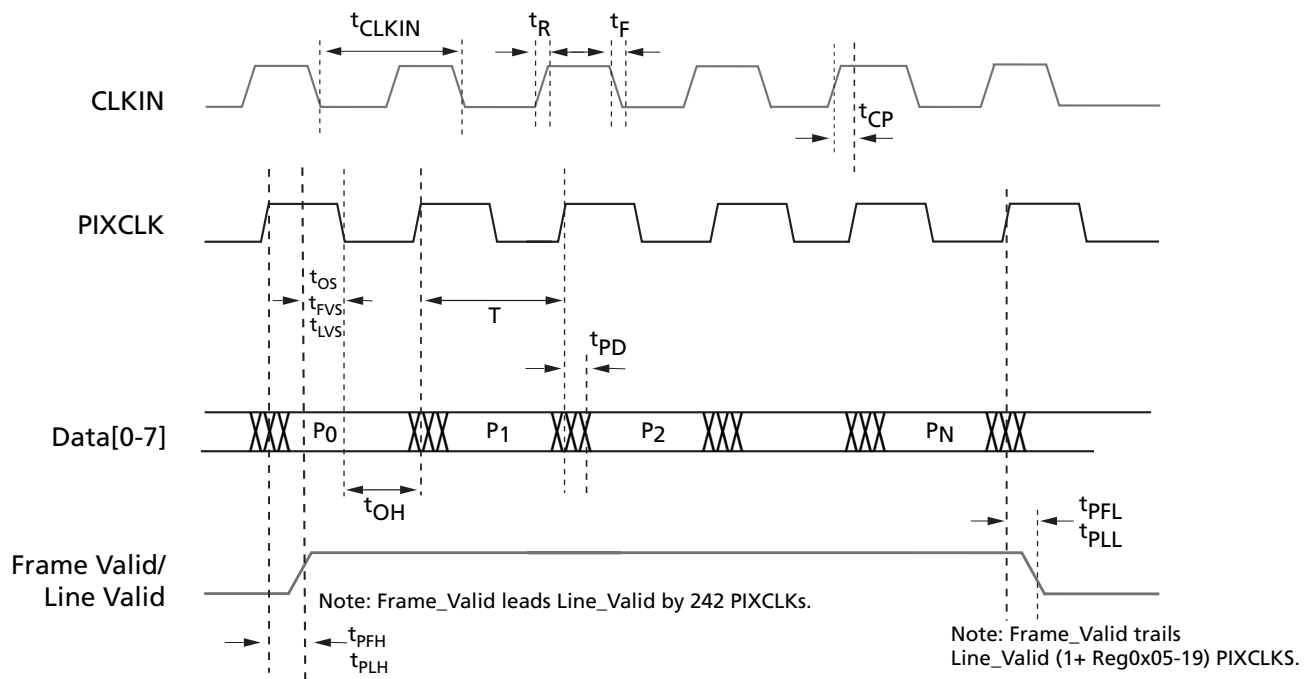 tCLKIN
tR
tF
CLKIN
tCP
PIXCLK
tOS
tFVS
tLVS
T
tPD
Data[0-7]
P0
P1
P2
PN
tOH
tPFL
tPLL
Frame Valid/
Line Valid
Note: Frame_Valid leads Line_Valid by 242 PIXCLKs.
tPFH
tPLH
Note: Frame_Valid trails
Line_Valid (1+ Reg0x05-19) PIXCLKS.